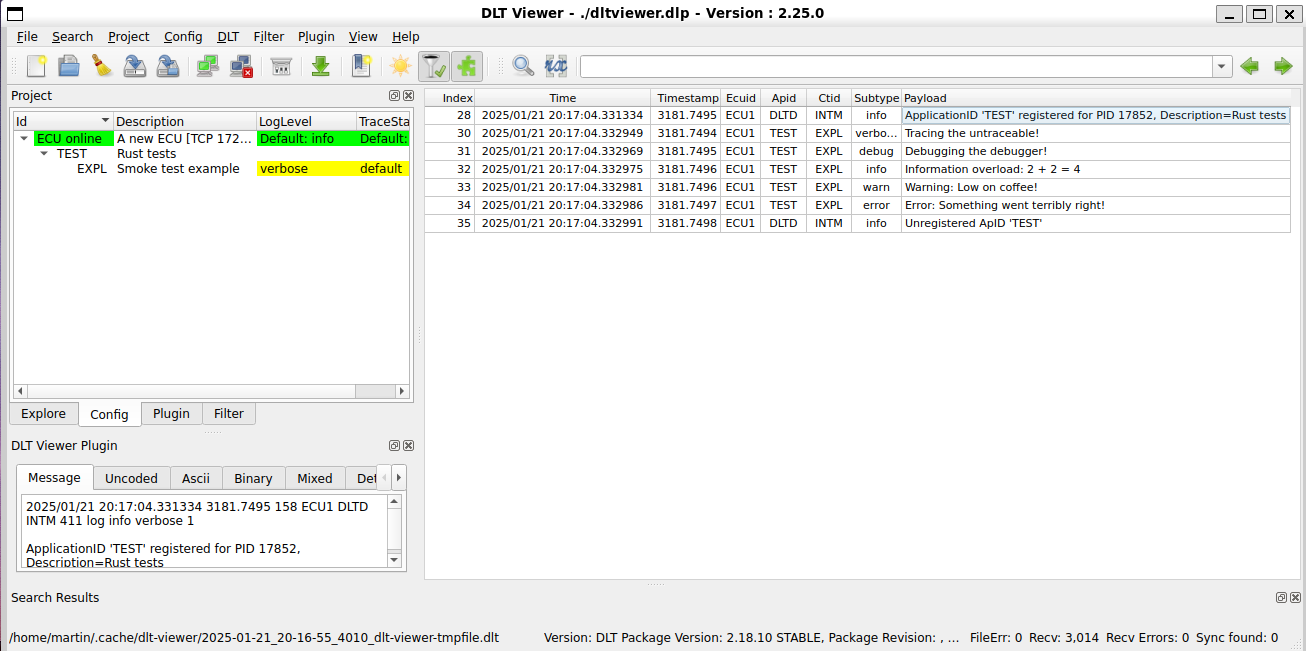 DLT Viewer - ./dltviewer.dlp - Version : 2.25.0
File Search Project Config DLT Filter Plugin View Help
Project
Id Description LogLevel TraceSta
ECU online A new ECU [TCP 172... Default: info Default:
TEST Rust tests
EXPL Smoke test example verbose default
Explore Config Plugin Filter
DLT Viewer Plugin
Message Uncoded Ascii Binary Mixed Det
2025/01/21 20:17:04.331334 3181.7495 158 ECU1 DLTD
INTM 411 log info verbose 1
ApplicationID 'TEST' registered for PID 17852,
Description=Rust tests
Index Time Timestamp Ecuid Apid Ctid Subtype Payload
28 2025/01/21 20:17:04.331334 3181.7495 ECU1 DLTD INTM info ApplicationID 'TEST' registered for PID 17852, Description=Rust tests
30 2025/01/21 20:17:04.332949 3181.7494 ECU1 TEST EXPL verbo... Tracing the untraceable!
31 2025/01/21 20:17:04.332969 3181.7495 ECU1 TEST EXPL debug Debugging the debugger!
32 2025/01/21 20:17:04.332975 3181.7496 ECU1 TEST EXPL info Information overload: 2 + 2 = 4
33 2025/01/21 20:17:04.332981 3181.7496 ECU1 TEST EXPL warn Warning: Low on coffee!
34 2025/01/21 20:17:04.332986 3181.7497 ECU1 TEST EXPL error Error: Something went terribly right!
35 2025/01/21 20:17:04.332991 3181.7498 ECU1 DLTD INTM info Unregistered ApID 'TEST'
Search Results
/home/martin/.cache/dlt-viewer/2025-01-21_20-16-55_4010_dlt-viewer-tmpfile.dlt Version: DLT Package Version: 2.18.10 STABLE, Package Revision: , ... FileErr: 0 Recv: 3,014 Recv Errors: 0 Sync found: 0